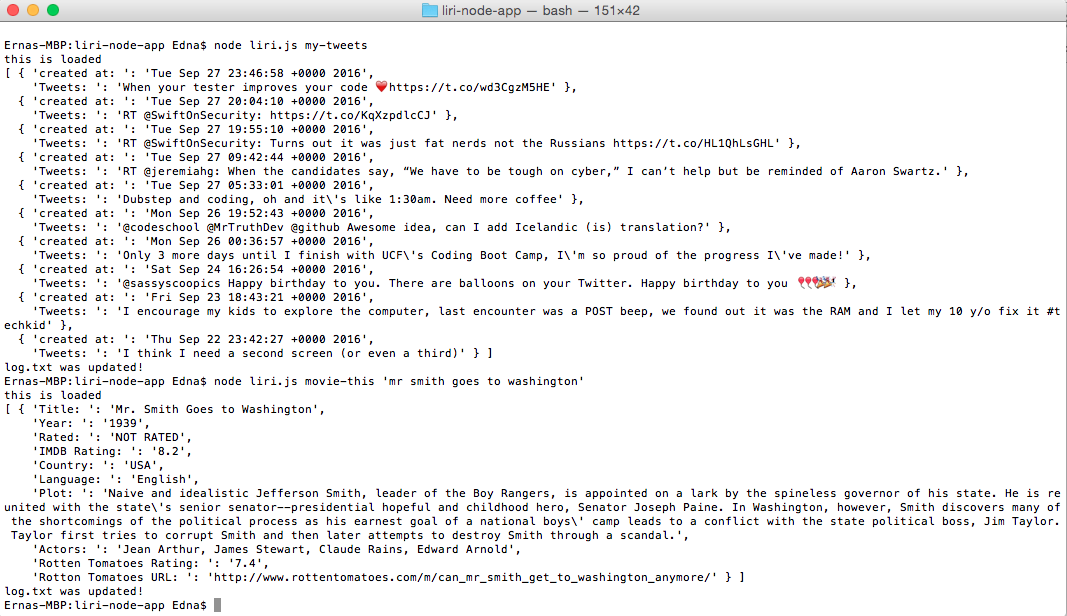 liri-node-app — bash — 151×42
Ernas-MBP:liri-node-app Edna$ node liri.js my-tweets
this is loaded
[ { 'created at: ': 'Tue Sep 27 23:46:58 +0000 2016',
    'Tweets: ': 'When your tester improves your code ❤️https://t.co/wd3CgzM5HE' },
  { 'created at: ': 'Tue Sep 27 20:04:10 +0000 2016',
    'Tweets: ': 'RT @SwiftOnSecurity: https://t.co/KqXzpdlcCJ' },
  { 'created at: ': 'Tue Sep 27 19:55:10 +0000 2016',
    'Tweets: ': 'RT @SwiftOnSecurity: Turns out it was just fat nerds not the Russians https://t.co/HL1QhLsGHL' },
  { 'created at: ': 'Tue Sep 27 09:42:44 +0000 2016',
    'Tweets: ': 'RT @jeremiahg: When the candidates say, “We have to be tough on cyber,” I can’t help but be reminded of Aaron Swartz.' },
  { 'created at: ': 'Tue Sep 27 05:33:01 +0000 2016',
    'Tweets: ': 'Dubstep and coding, oh and it\'s like 1:30am. Need more coffee' },
  { 'created at: ': 'Mon Sep 26 19:52:43 +0000 2016',
    'Tweets: ': '@codeschool @MrTruthDev @github Awesome idea, can I add Icelandic (is) translation?' },
  { 'created at: ': 'Mon Sep 26 00:36:57 +0000 2016',
    'Tweets: ': 'Only 3 more days until I finish with UCF\'s Coding Boot Camp, I\'m so proud of the progress I\'ve made!' },
  { 'created at: ': 'Sat Sep 24 16:26:54 +0000 2016',
    'Tweets: ': '@sassyscoopics Happy birthday to you. There are balloons on your Twitter. Happy birthday to you 🎈🎈🎉🎉' },
  { 'created at: ': 'Fri Sep 23 18:43:21 +0000 2016',
    'Tweets: ': 'I encourage my kids to explore the computer, last encounter was a POST beep, we found out it was the RAM and I let my 10 y/o fix it #t
echkid' },
  { 'created at: ': 'Thu Sep 22 23:42:27 +0000 2016',
    'Tweets: ': 'I think I need a second screen (or even a third)' } ]
log.txt was updated!
Ernas-MBP:liri-node-app Edna$ node liri.js movie-this 'mr smith goes to washington'
this is loaded
[ { 'Title: ': 'Mr. Smith Goes to Washington',
    'Year: ': '1939',
    'Rated: ': 'NOT RATED',
    'IMDB Rating: ': '8.2',
    'Country: ': 'USA',
    'Language: ': 'English',
    'Plot: ': 'Naive and idealistic Jefferson Smith, leader of the Boy Rangers, is appointed on a lark by the spineless governor of his state. He is re
united with the state\'s senior senator--presidential hopeful and childhood hero, Senator Joseph Paine. In Washington, however, Smith discovers many of
 the shortcomings of the political process as his earnest goal of a national boys\' camp leads to a conflict with the state political boss, Jim Taylor.
 Taylor first tries to corrupt Smith and then later attempts to destroy Smith through a scandal.',
    'Actors: ': 'Jean Arthur, James Stewart, Claude Rains, Edward Arnold',
    'Rotten Tomatoes Rating: ': '7.4',
    'Rotton Tomatoes URL: ': 'http://www.rottentomatoes.com/m/can_mr_smith_get_to_washington_anymore/' } ]
log.txt was updated!
Ernas-MBP:liri-node-app Edna$